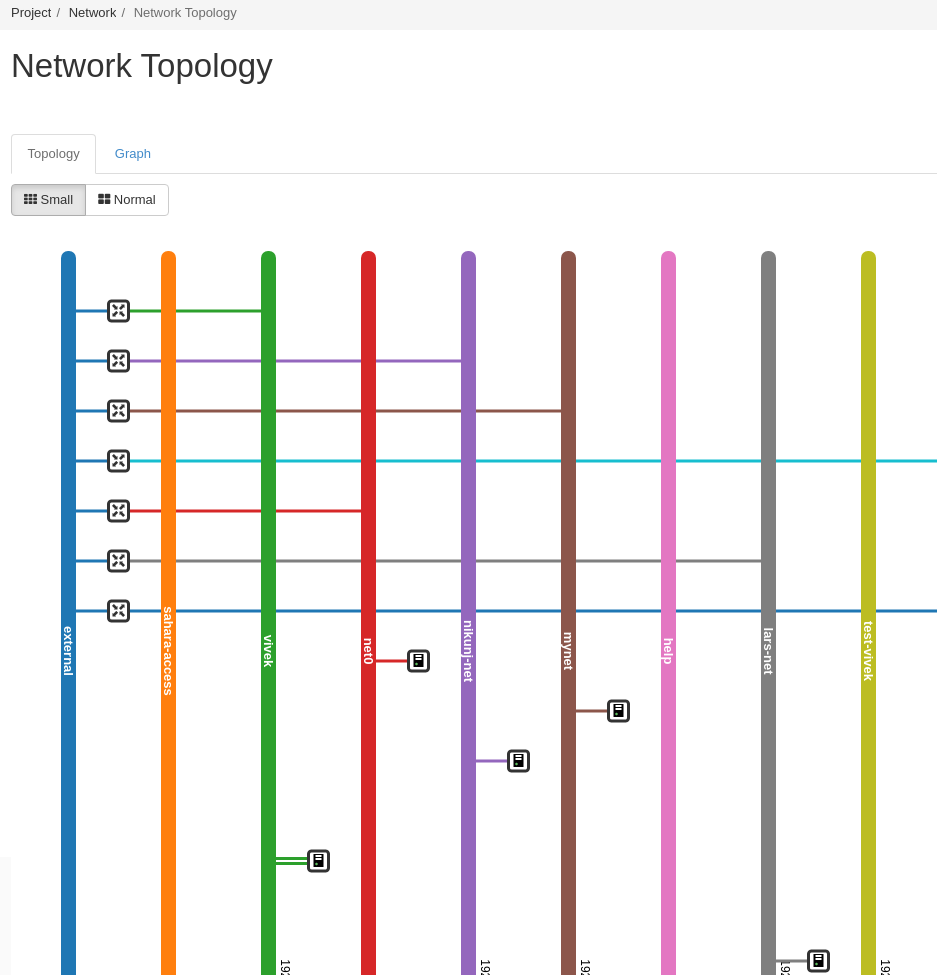 Project / Network / Network Topology
Network Topology
Topology Graph
Small Normal
external
sahara-access
vivek
net0
nikunj-net
mynet
help
lars-net
test-vivek